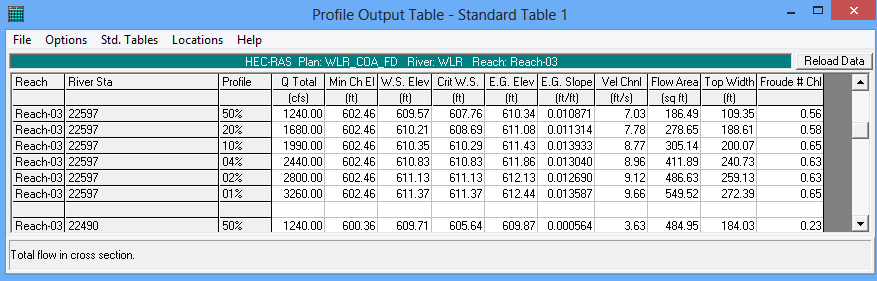 Profile Output Table - Standard Table 1
File Options Std. Tables Locations Help
HEC-RAS Plan: WLR_COA_FD River: WLR Reach: Reach-03
Reload Data
Reach River Sta Profile Q Total Min Ch El W.S. Elev Crit W.S. E.G. Elev E.G. Slope Vel Chnl Flow Area Top Width Froude # Chl
(cfs) (ft) (ft) (ft) (ft) (ft/ft) (ft/s) (sq ft) (ft)
Reach-03 22597 50% 1240.00 602.46 609.57 607.76 610.34 0.010871 7.03 186.49 109.35 0.56
Reach-03 22597 20% 1680.00 602.46 610.21 608.69 611.08 0.011314 7.78 278.65 188.61 0.58
Reach-03 22597 10% 1990.00 602.46 610.35 610.29 611.43 0.013933 8.77 305.14 200.07 0.65
Reach-03 22597 04% 2440.00 602.46 610.83 610.83 611.86 0.013040 8.96 411.89 240.73 0.63
Reach-03 22597 02% 2800.00 602.46 611.13 611.13 612.13 0.012690 9.12 486.63 259.13 0.63
Reach-03 22597 01% 3260.00 602.46 611.37 611.37 612.44 0.013587 9.66 549.52 272.39 0.65
Reach-03 22490 50% 1240.00 600.36 609.71 605.64 609.87 0.000564 3.63 484.95 184.03 0.23
Total flow in cross section.